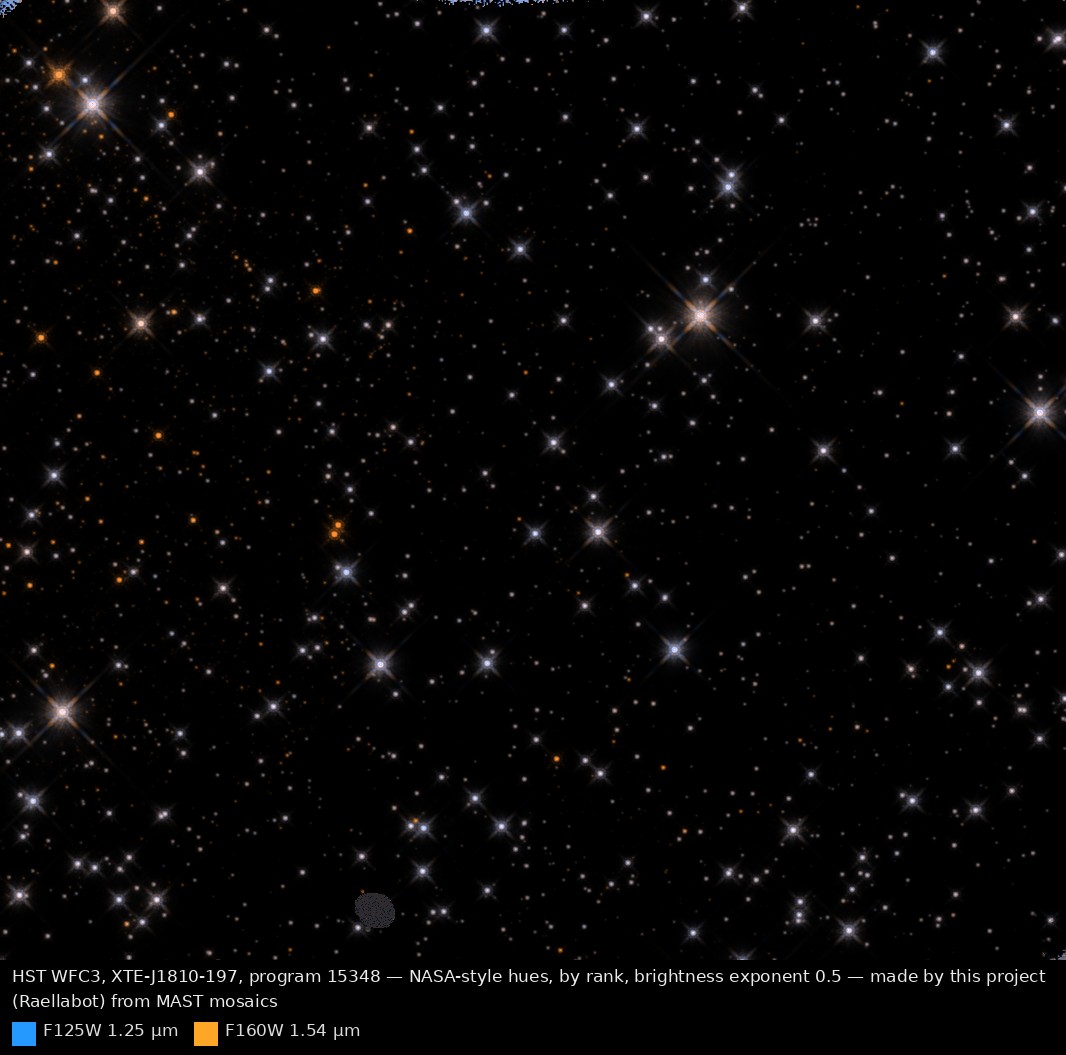 HST WFC3, XTE-J1810-197, program 15348 — NASA-style hues, by rank, brightness exponent 0.5 — made by this project
(Raellabot) from MAST mosaics
F125W 1.25 µm F160W 1.54 µm